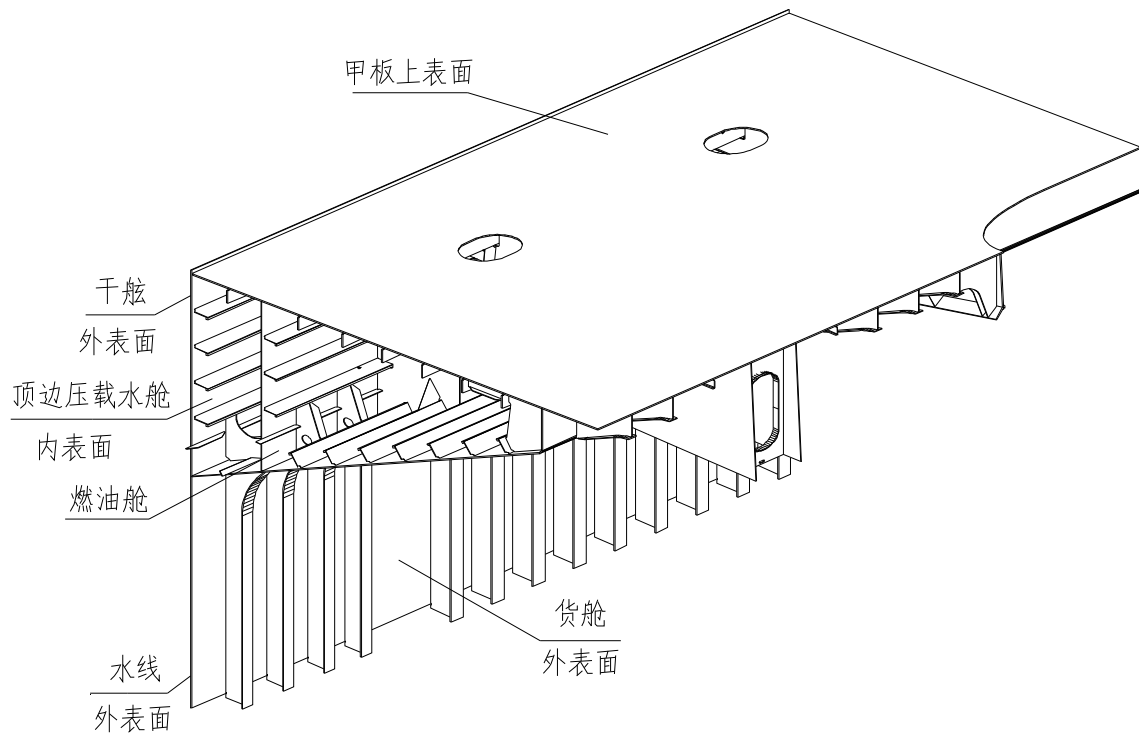 甲板上表面
干舷
外表面
顶边压载水舱
内表面
燃油舱
货舱
外表面
水线
外表面